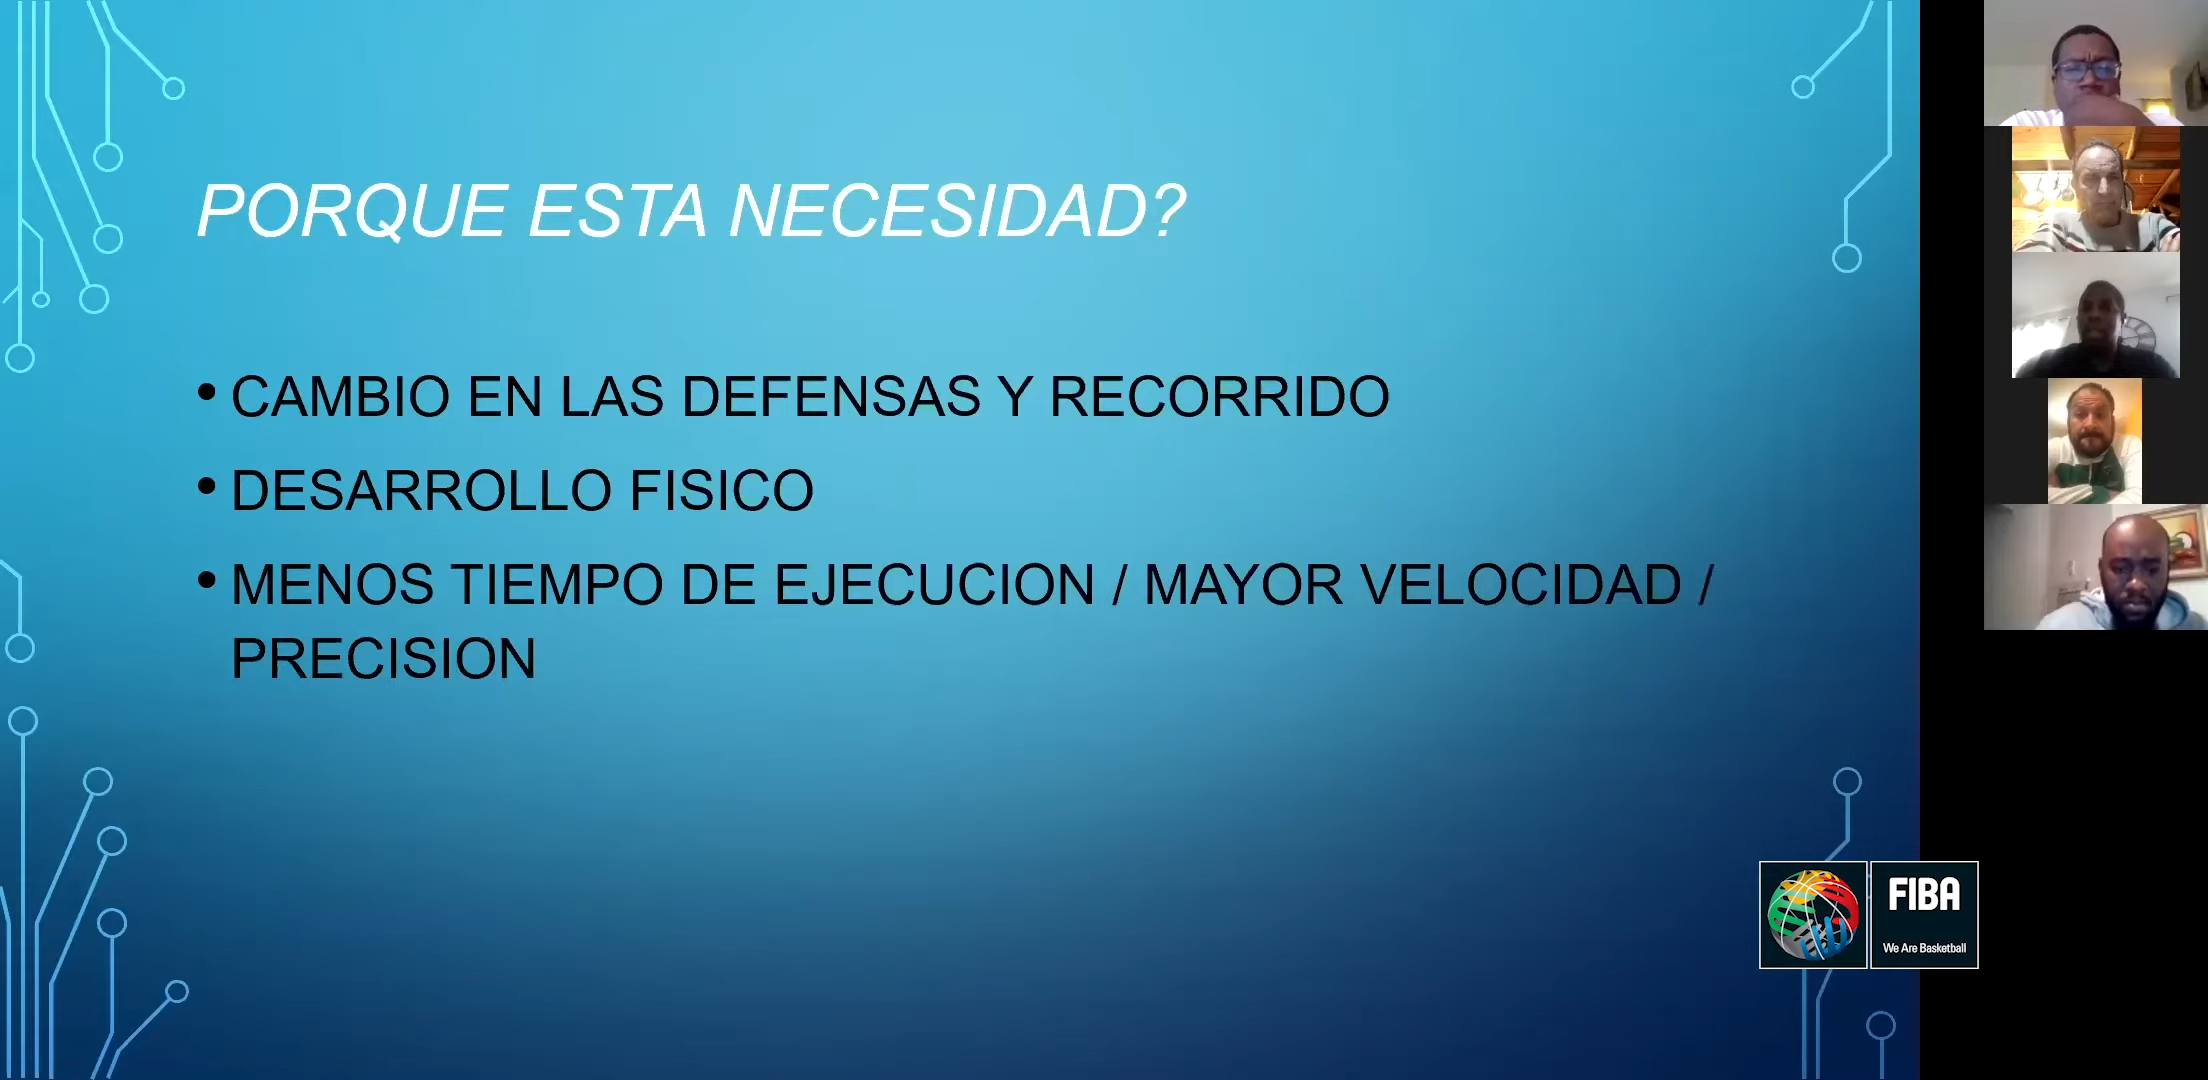 PORQUE ESTA NECESIDAD?
• CAMBIO EN LAS DEFENSAS Y RECORRIDO
• DESARROLLO FISICO
• MENOS TIEMPO DE EJECUCION / MAYOR VELOCIDAD /
PRECISION
FIBA
We Are Basketball